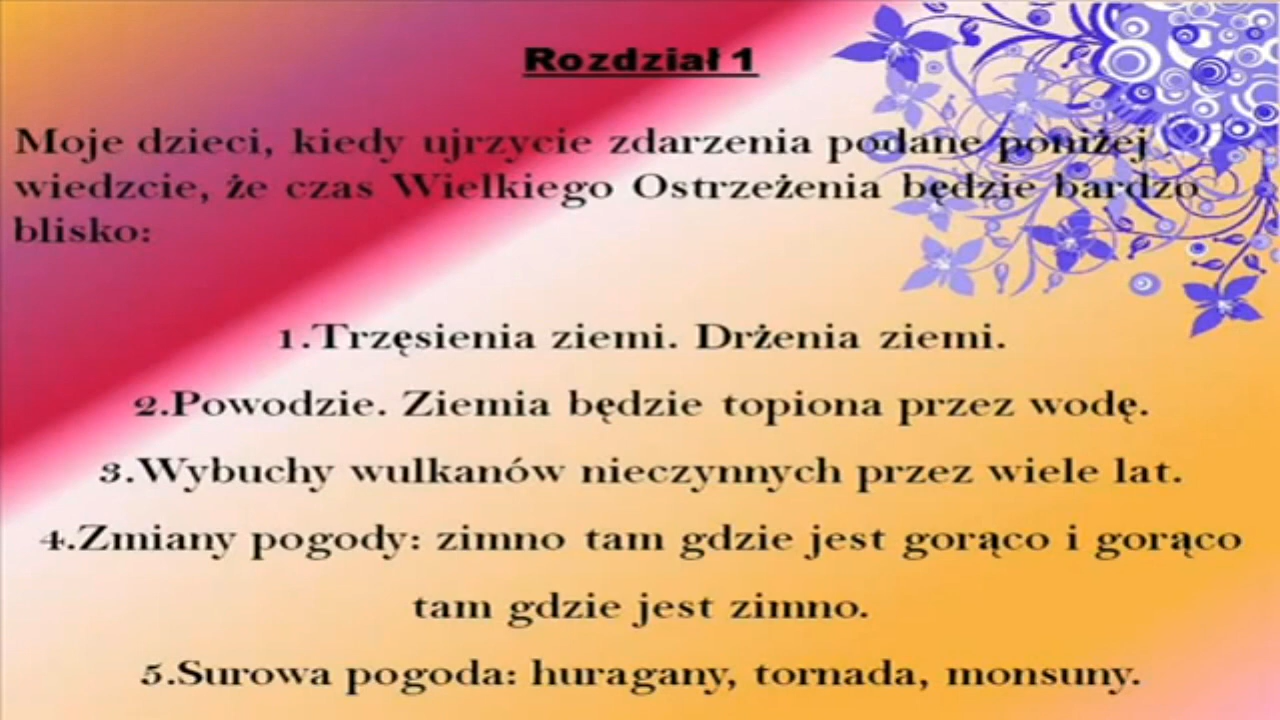 Rozdział 1
Moje dzieci, kiedy ujrzycie zdarzenia podane poniżej
wiedzcie, że czas Wielkiego Ostrzeżenia będzie bardzo
blisko:
1.Trzęsienia ziemi. Drżenia ziemi.
2.Powodzie. Ziemia będzie topiona przez wodę.
3.Wybuchy wulkanów nieczynnych przez wiele lat.
4.Zmiany pogody: zimno tam gdzie jest gorąco i gorąco
tam gdzie jest zimno.
5.Surowa pogoda: huragany, tornada, monsuny.